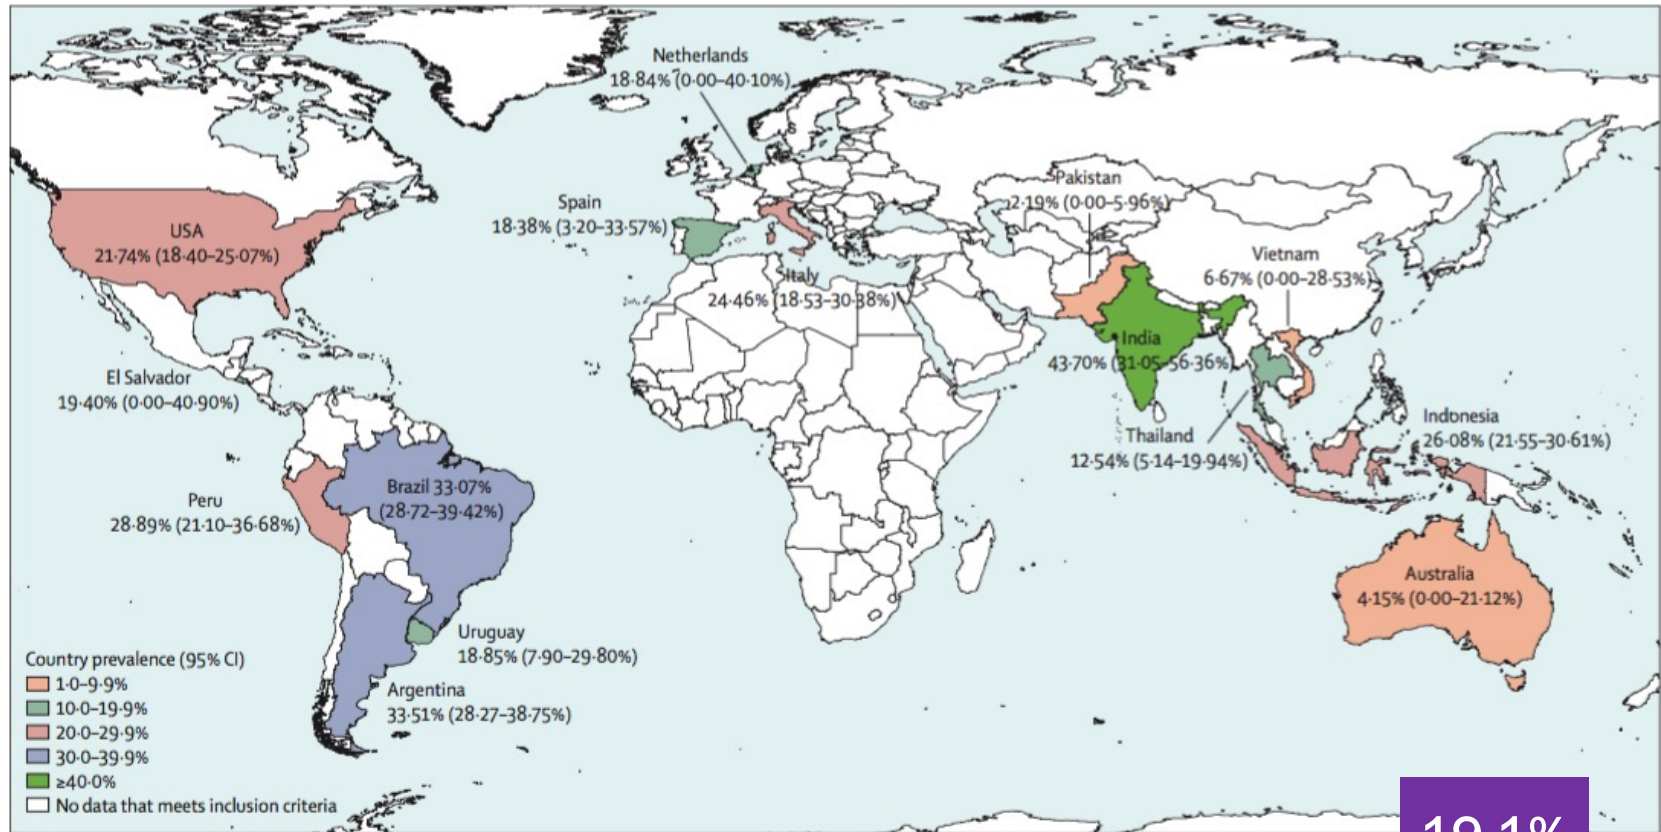 Netherlands
18·84% (0·00–40·10%)
Pakistan
2·19% (0·00–5·96%)
Spain
18·38% (3·20–33·57%)
USA
21·74% (18·40–25·07%)
Vietnam
6·67% (0·00–28·53%)
Italy
24·46% (18·53–30·38%)
India
43·70% (31·05–56·36%)
El Salvador
19·40% (0·00–40·90%)
Indonesia
26·08% (21·55–30·61%)
Thailand
12·54% (5·14–19·94%)
Brazil 33·07%
(28·72–39·42%)
Peru
28·89% (21·10–36·68%)
Australia
4·15% (0·00–21·12%)
Uruguay
18·85% (7·90–29·80%)
Argentina
33·51% (28·27–38·75%)
Country prevalence (95% CI)
1·0–9·9%
10·0–19·9%
20·0–29·9%
30·0–39·9%
≥40·0%
No data that meets inclusion criteria
19.1%